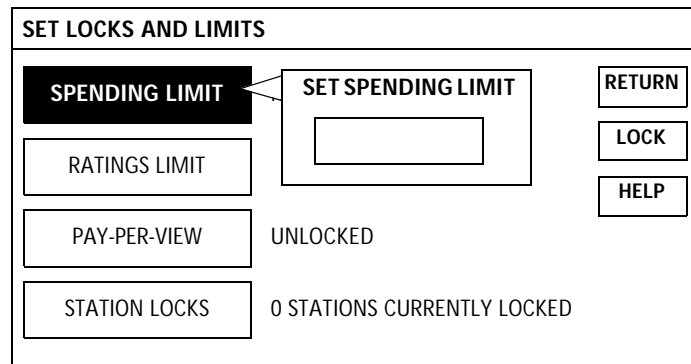 SET LOCKS AND LIMITS
SPENDING LIMIT
SET SPENDING LIMIT
RETURN
LOCK
RATINGS LIMIT
HELP
PAY-PER-VIEW UNLOCKED
STATION LOCKS 0 STATIONS CURRENTLY LOCKED